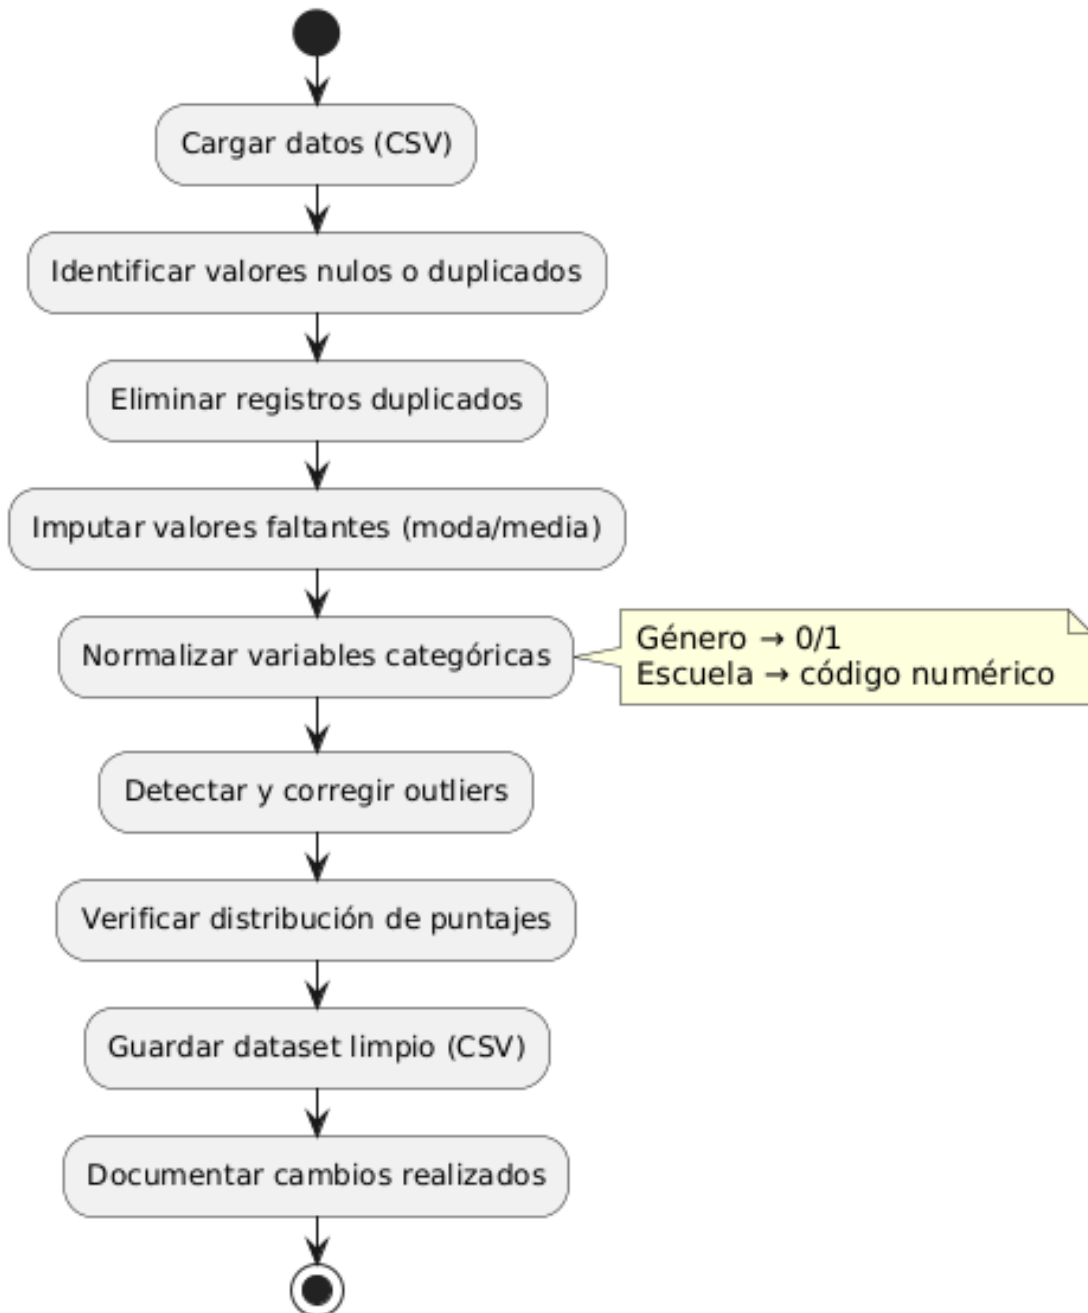 Cargar datos (CSV)
Identificar valores nulos o duplicados
Eliminar registros duplicados
Imputar valores faltantes (moda/media)
Normalizar variables categóricas
Género → 0/1
Escuela → código numérico
Detectar y corregir outliers
Verificar distribución de puntajes
Guardar dataset limpio (CSV)
Documentar cambios realizados